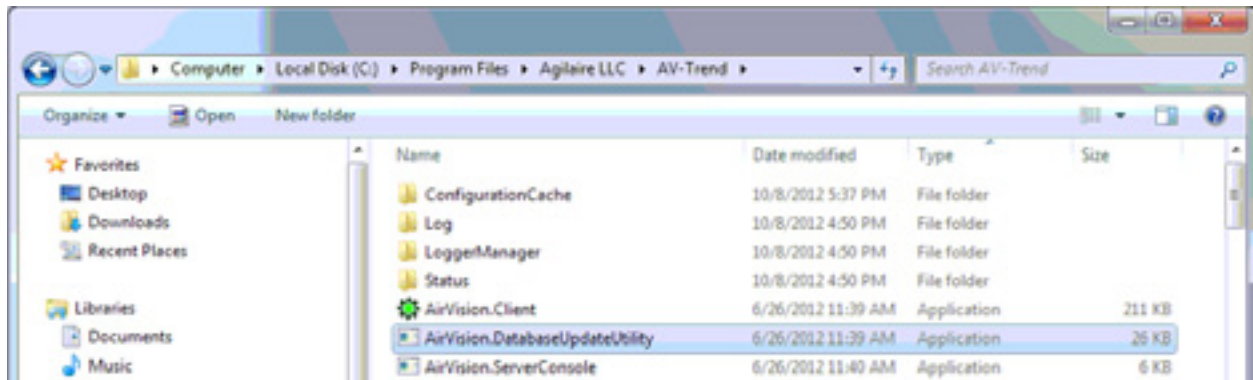 Computer Local Disk (C:) Program Files Agilaire LLC AV-Trend Search AV-Trend
Organize Open New folder
Favorites
Desktop
Downloads
Recent Places
Libraries
Documents
Music
Name Date modified Type Size
ConfigurationCache 10/8/2012 5:37 PM File folder
Log 10/8/2012 4:50 PM File folder
LoggerManager 10/8/2012 4:50 PM File folder
Status 10/8/2012 4:50 PM File folder
AirVision.Client 6/26/2012 11:39 AM Application 211 KB
AirVision.DatabaseUpdateUtility 6/26/2012 11:39 AM Application 26 KB
AirVision.ServerConsole 6/26/2012 11:40 AM Application 6 KB